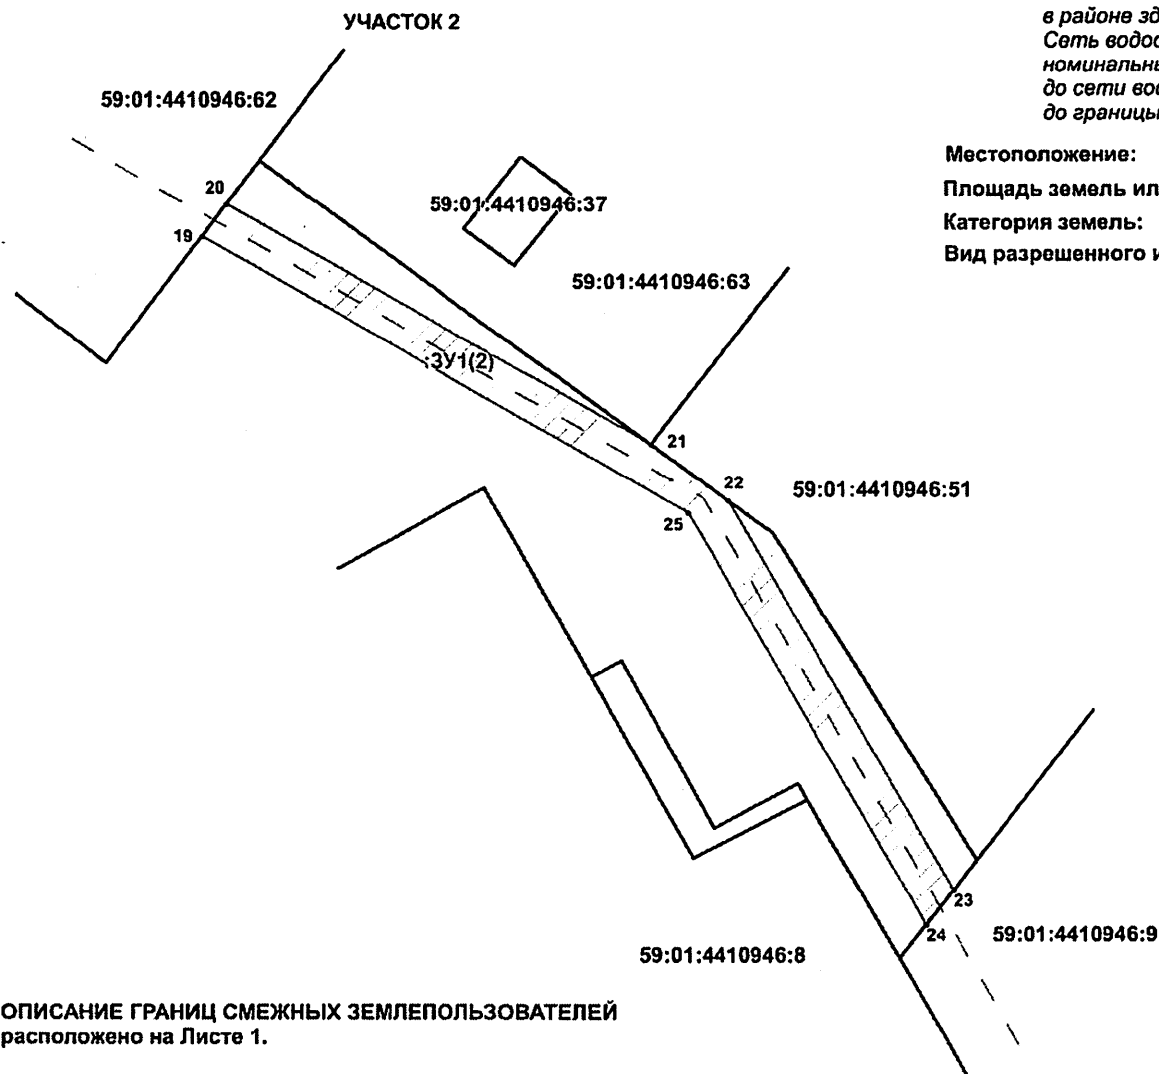 УЧАСТОК 2
в районе зд
Сеть водо
номинальны
до сети во
до границы
59:01:4410946:62
Местоположение:
Площадь земель ил
Категория земель:
Вид разрешенного и
20
19
59:01:4410946:37
59:01:4410946:63
:ЗУ1(2)
21
22
59:01:4410946:51
25
23
24
59:01:4410946:9
59:01:4410946:8
ОПИСАНИЕ ГРАНИЦ СМЕЖНЫХ ЗЕМЛЕПОЛЬЗОВАТЕЛЕЙ
расположено на Листе 1.